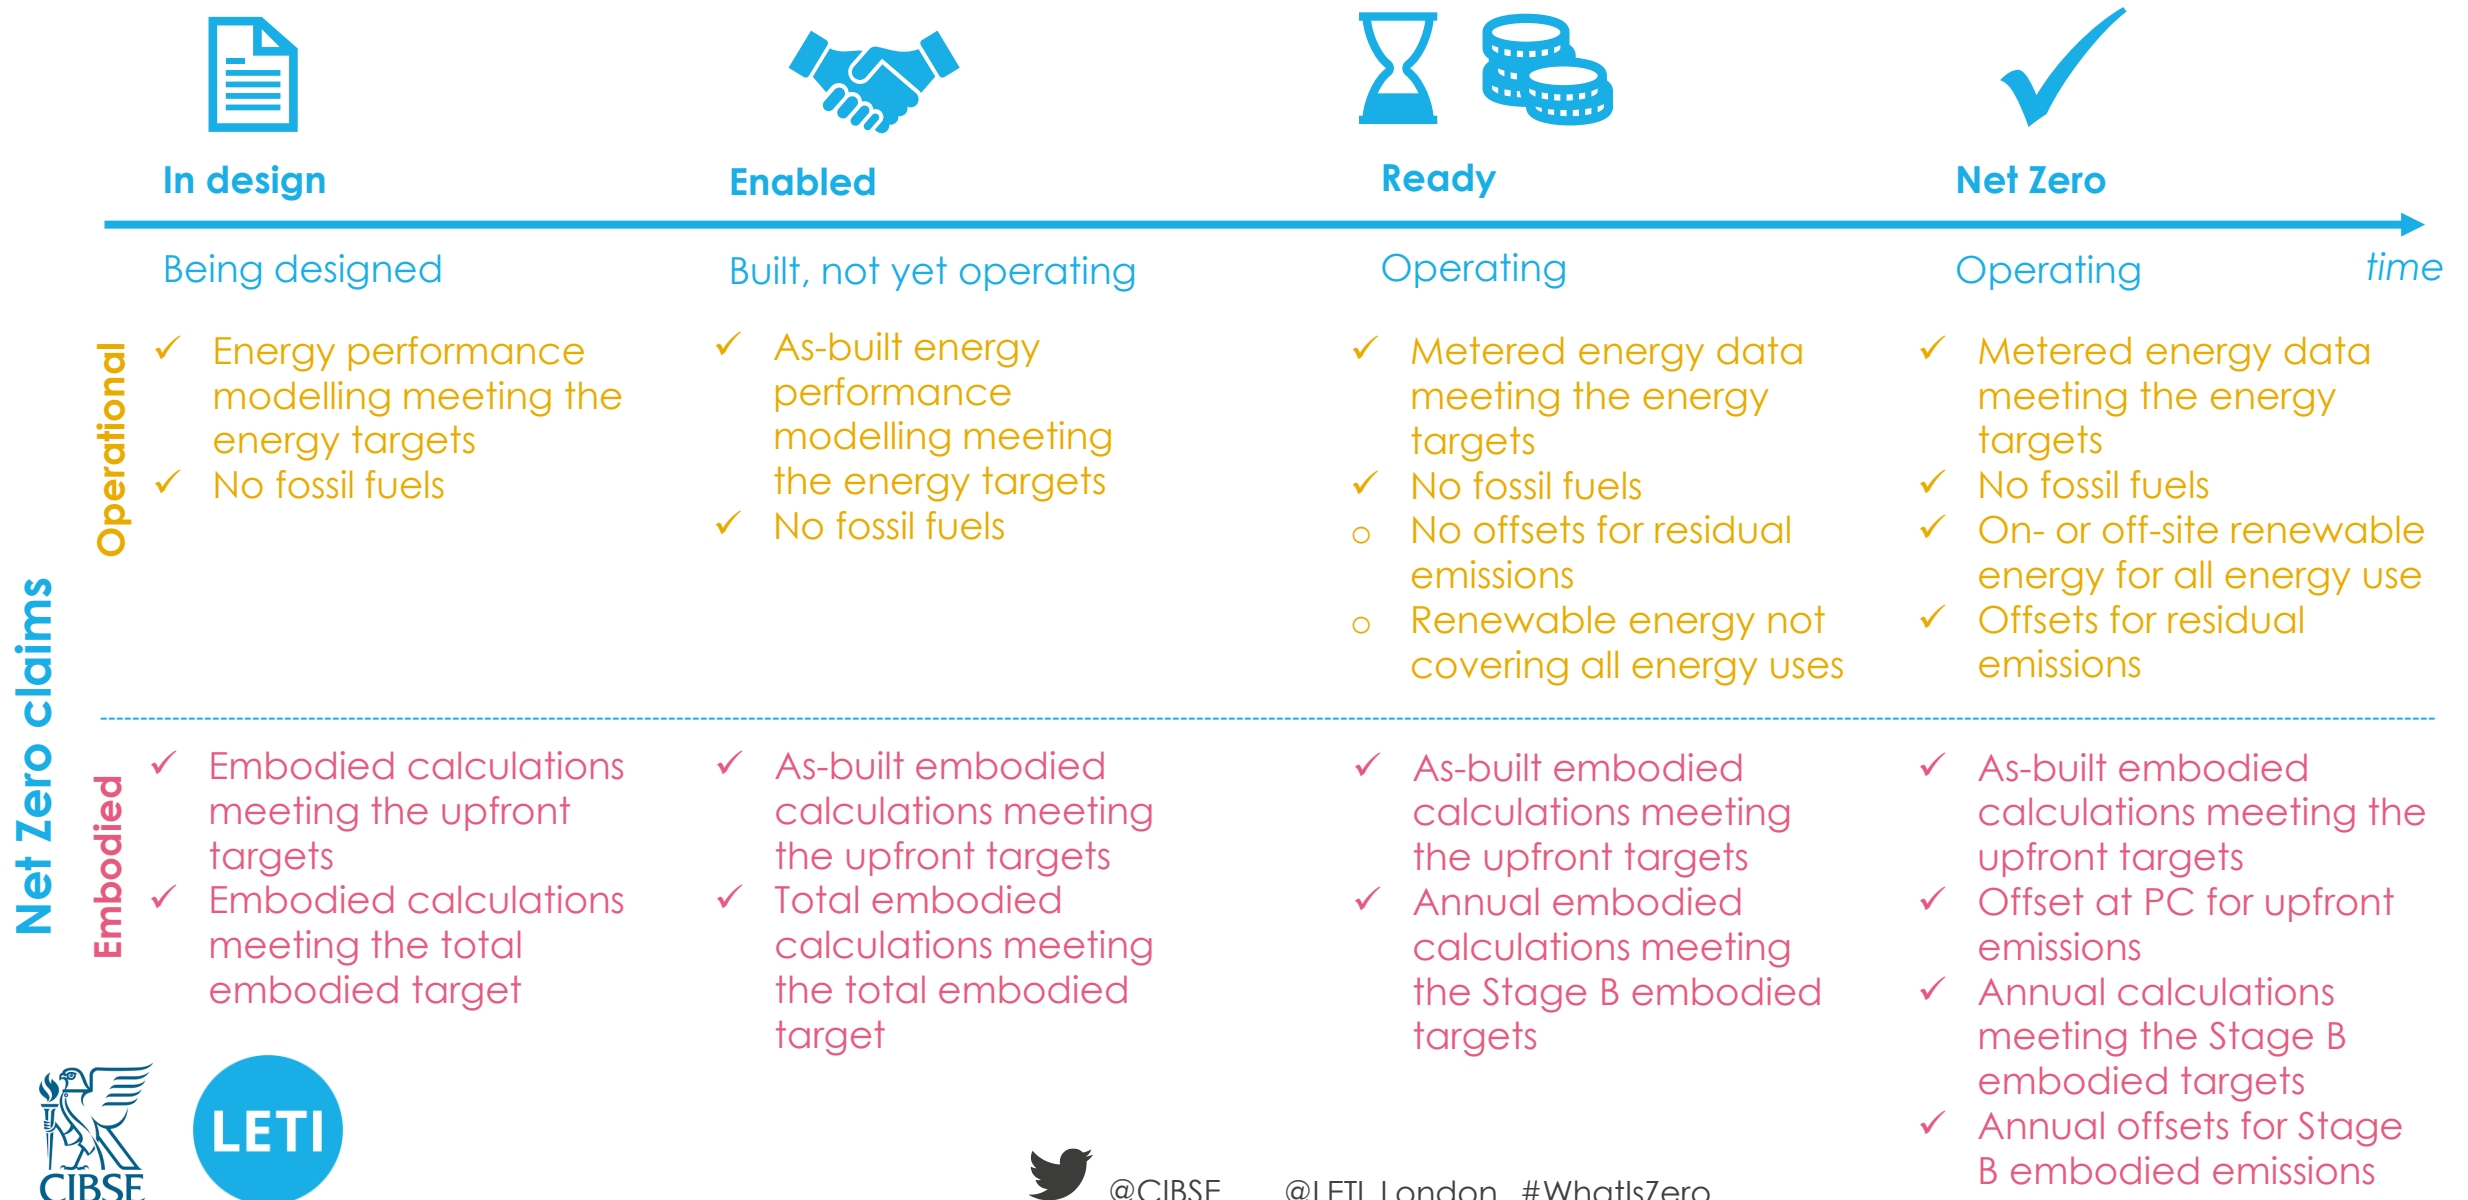 In design
Enabled
Ready
Net Zero
Being designed
Built, not yet operating
Operating
Operating
time
Net Zero claims
Operational
✓ Energy performance
modelling meeting the
energy targets
✓ No fossil fuels
✓ As-built energy
performance
modelling meeting
the energy targets
✓ No fossil fuels
✓ Metered energy data
meeting the energy
targets
✓ No fossil fuels
o No offsets for residual
emissions
o Renewable energy not
covering all energy uses
✓ Metered energy data
meeting the energy
targets
✓ No fossil fuels
✓ On- or off-site renewable
energy for all energy use
✓ Offsets for residual
emissions
Embodied
✓ Embodied calculations
meeting the upfront
targets
✓ Embodied calculations
meeting the total
embodied target
✓ As-built embodied
calculations meeting
the upfront targets
✓ Total embodied
calculations meeting
the total embodied
target
✓ As-built embodied
calculations meeting
the upfront targets
✓ Annual embodied
calculations meeting
the Stage B embodied
targets
✓ As-built embodied
calculations meeting the
upfront targets
✓ Offset at PC for upfront
emissions
✓ Annual calculations
meeting the Stage B
embodied targets
✓ Annual offsets for Stage
B embodied emissions
CIBSE
LETI
@CIBSE @LETI_London #WhatIsZero